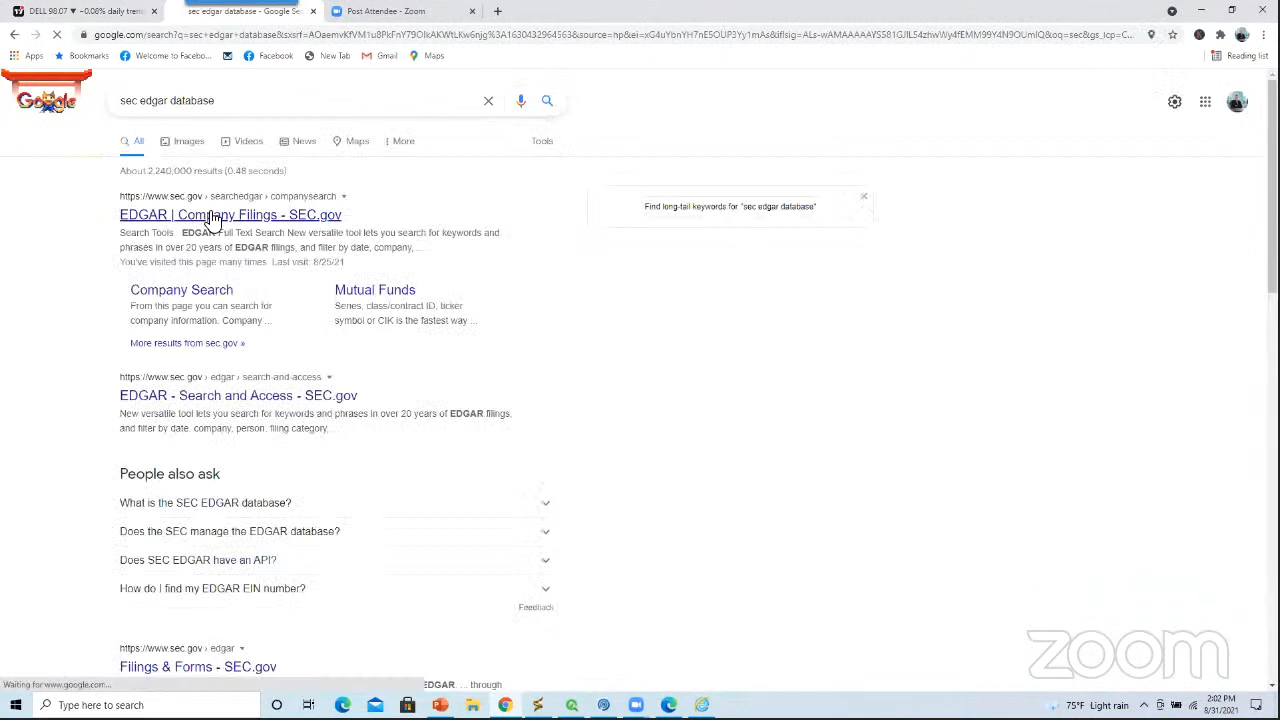 DELL 98.07 ▼ −0.08% daily trend
sec edgar database
Post Attendee - Zoom
Apps
Bookmarks
Welcome to Facebo...
Facebook
Tab
Gmail
Maps
Reading list
Google
sec edgar database
All
Images
Videos
News
Maps
More
Tools
About 2,240,000 results (0.48 seconds)
https://www.sec.gov › searchedgar › companysearch
EDGAR | Company Filings - SEC.gov
Search Tools EDGAR Full Text Search New versatile tool lets you search for keywords and
phrases in over 20 years of EDGAR filings, and filter by date, company, ...
You've visited this page many times. Last visit: 8/25/21
Company Search
From this page you can search for
company information. Company ...
Mutual Funds
Series, class/contract ID, ticker
symbol or CIK is the fastest way ...
More results from sec.gov »
Find long-tail keywords for "sec edgar database"
https://www.sec.gov › edgar › search-and-access
EDGAR - Search and Access - SEC.gov
New versatile tool lets you search for keywords and phrases in over 20 years of EDGAR filings,
and filter by date, company, person, filing category, ...
People also ask
What is the SEC EDGAR database?
Does the SEC manage the EDGAR database?
Does SEC EDGAR have an API?
How do I find my EDGAR EIN number?
Feedback
https://www.sec.gov › edgar
Filings & Forms - SEC.gov
EDGAR. ... through
Waiting for www.google.com...
zoom
Type here to search
75°F Light rain
2:02 PM
8/31/2021